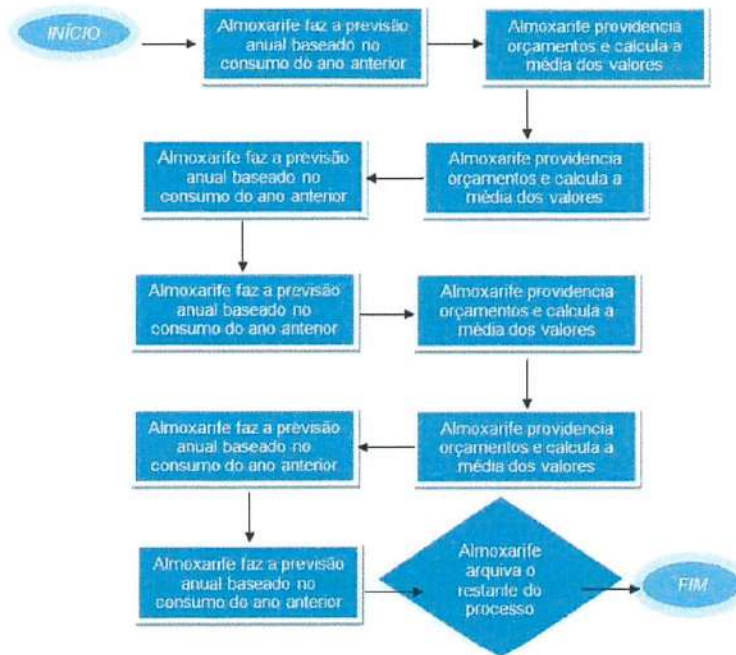 INÍCIO
Almoxarife faz a previsão
anual baseado no
consumo do ano anterior
Almoxarife providencia
orçamentos e calcula a
média dos valores
Almoxarife providencia
orçamentos e calcula a
média dos valores
Almoxarife faz a previsão
anual baseado no
consumo do ano anterior
Almoxarife faz a previsão
anual baseado no
consumo do ano anterior
Almoxarife providencia
orçamentos e calcula a
média dos valores
Almoxarife providencia
orçamentos e calcula a
média dos valores
Almoxarife faz a previsão
anual baseado no
consumo do ano anterior
Almoxarife faz a previsão
anual baseado no
consumo do ano anterior
Almoxarife
arquiva o
restante do
processo
FIM